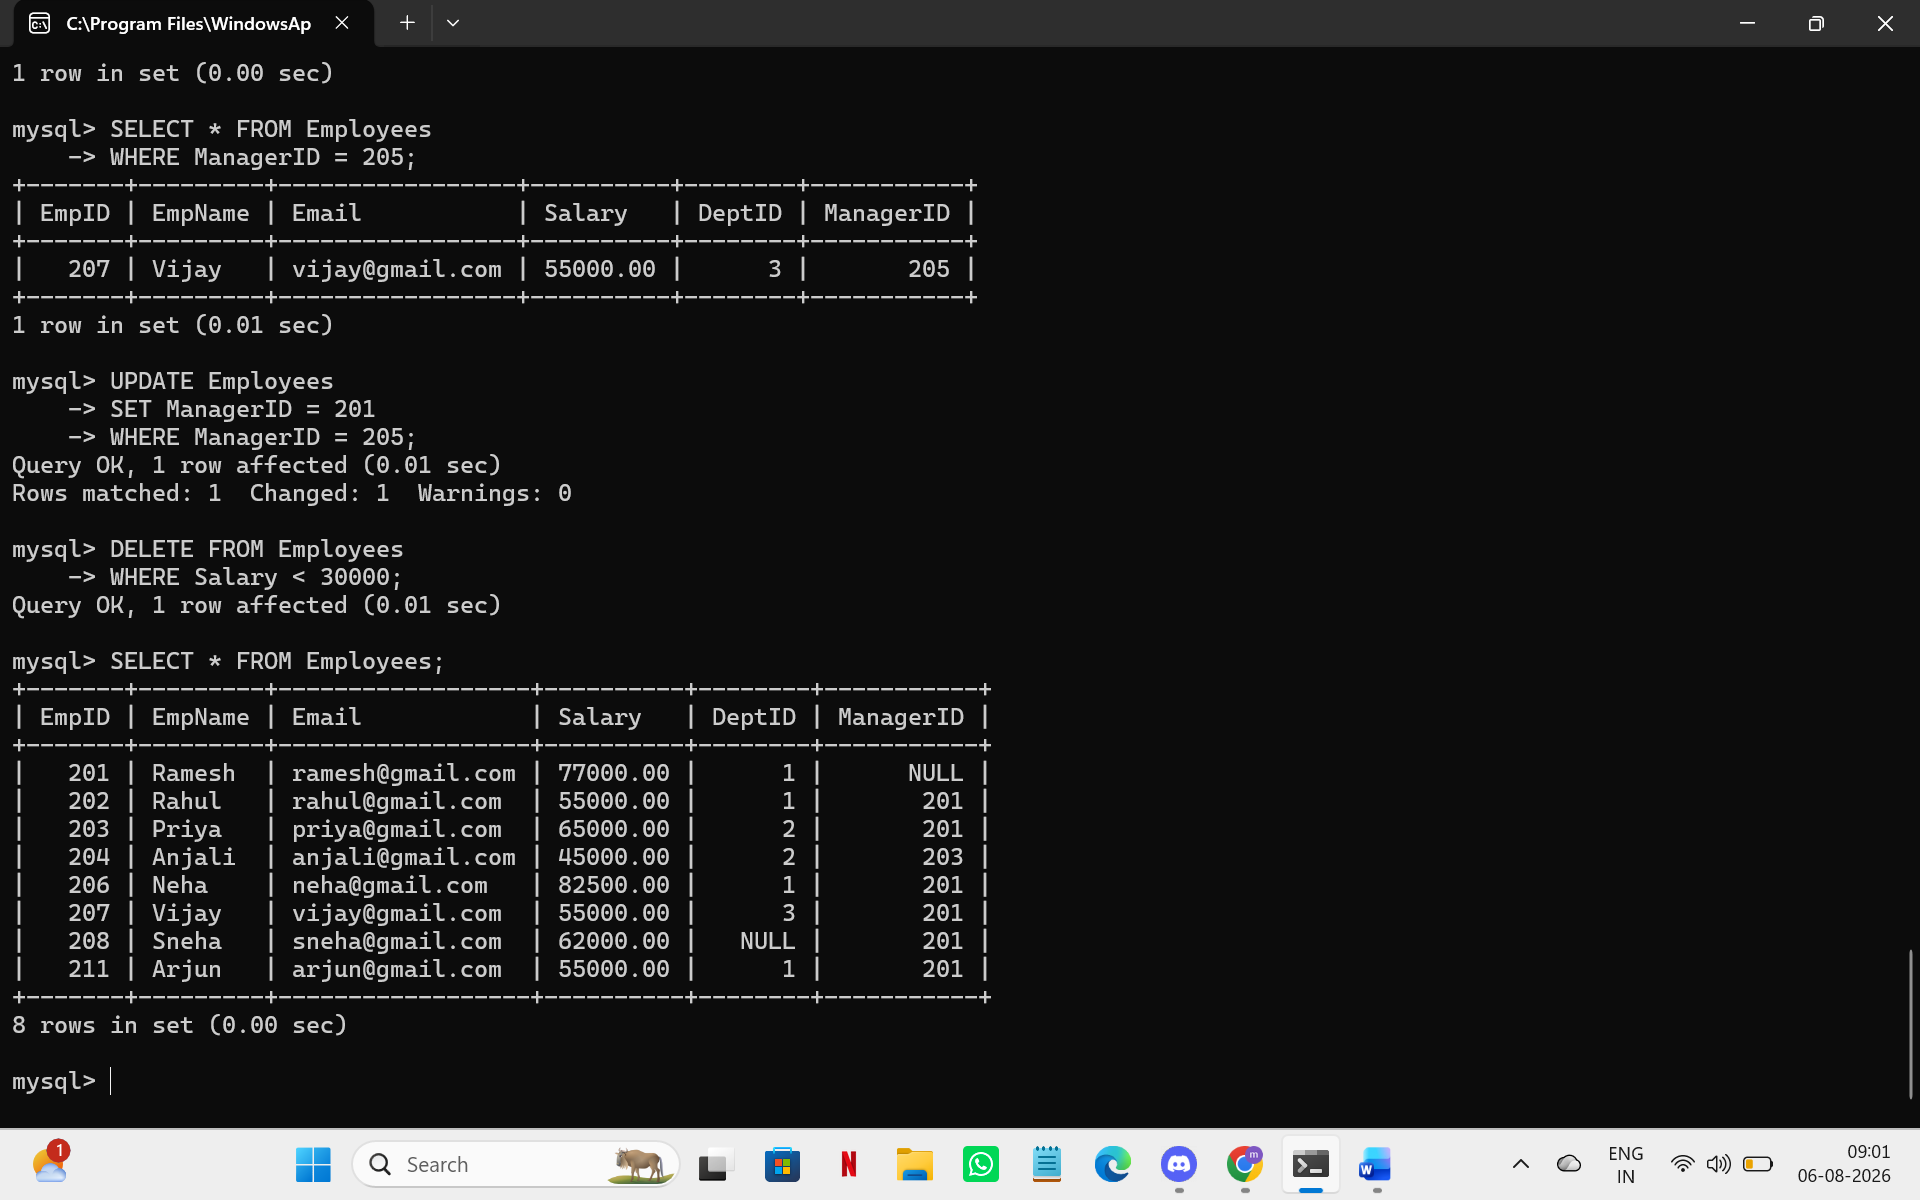 C:\Program Files\WindowsAp
1 row in set (0.00 sec)
mysql> SELECT * FROM Employees
    -> WHERE ManagerID = 205;
+-------+---------+-----------------+----------+--------+-----------+
| EmpID | EmpName | Email           | Salary   | DeptID | ManagerID |
+-------+---------+-----------------+----------+--------+-----------+
|   207 | Vijay   | vijay@gmail.com | 55000.00 |      3 |       205 |
+-------+---------+-----------------+----------+--------+-----------+
1 row in set (0.01 sec)
mysql> UPDATE Employees
    -> SET ManagerID = 201
    -> WHERE ManagerID = 205;
Query OK, 1 row affected (0.01 sec)
Rows matched: 1  Changed: 1  Warnings: 0
mysql> DELETE FROM Employees
    -> WHERE Salary < 30000;
Query OK, 1 row affected (0.01 sec)
mysql> SELECT * FROM Employees;
+-------+---------+------------------+----------+--------+-----------+
| EmpID | EmpName | Email            | Salary   | DeptID | ManagerID |
+-------+---------+------------------+----------+--------+-----------+
|   201 | Ramesh  | ramesh@gmail.com | 77000.00 |      1 |      NULL |
|   202 | Rahul   | rahul@gmail.com  | 55000.00 |      1 |       201 |
|   203 | Priya   | priya@gmail.com  | 65000.00 |      2 |       201 |
|   204 | Anjali  | anjali@gmail.com | 45000.00 |      2 |       203 |
|   206 | Neha    | neha@gmail.com   | 82500.00 |      1 |       201 |
|   207 | Vijay   | vijay@gmail.com  | 55000.00 |      3 |       201 |
|   208 | Sneha   | sneha@gmail.com  | 62000.00 |   NULL |       201 |
|   211 | Arjun   | arjun@gmail.com  | 55000.00 |      1 |       201 |
+-------+---------+------------------+----------+--------+-----------+
8 rows in set (0.00 sec)
mysql>
1
Search
N
m
W
ENG
IN
09:01
06-08-2026